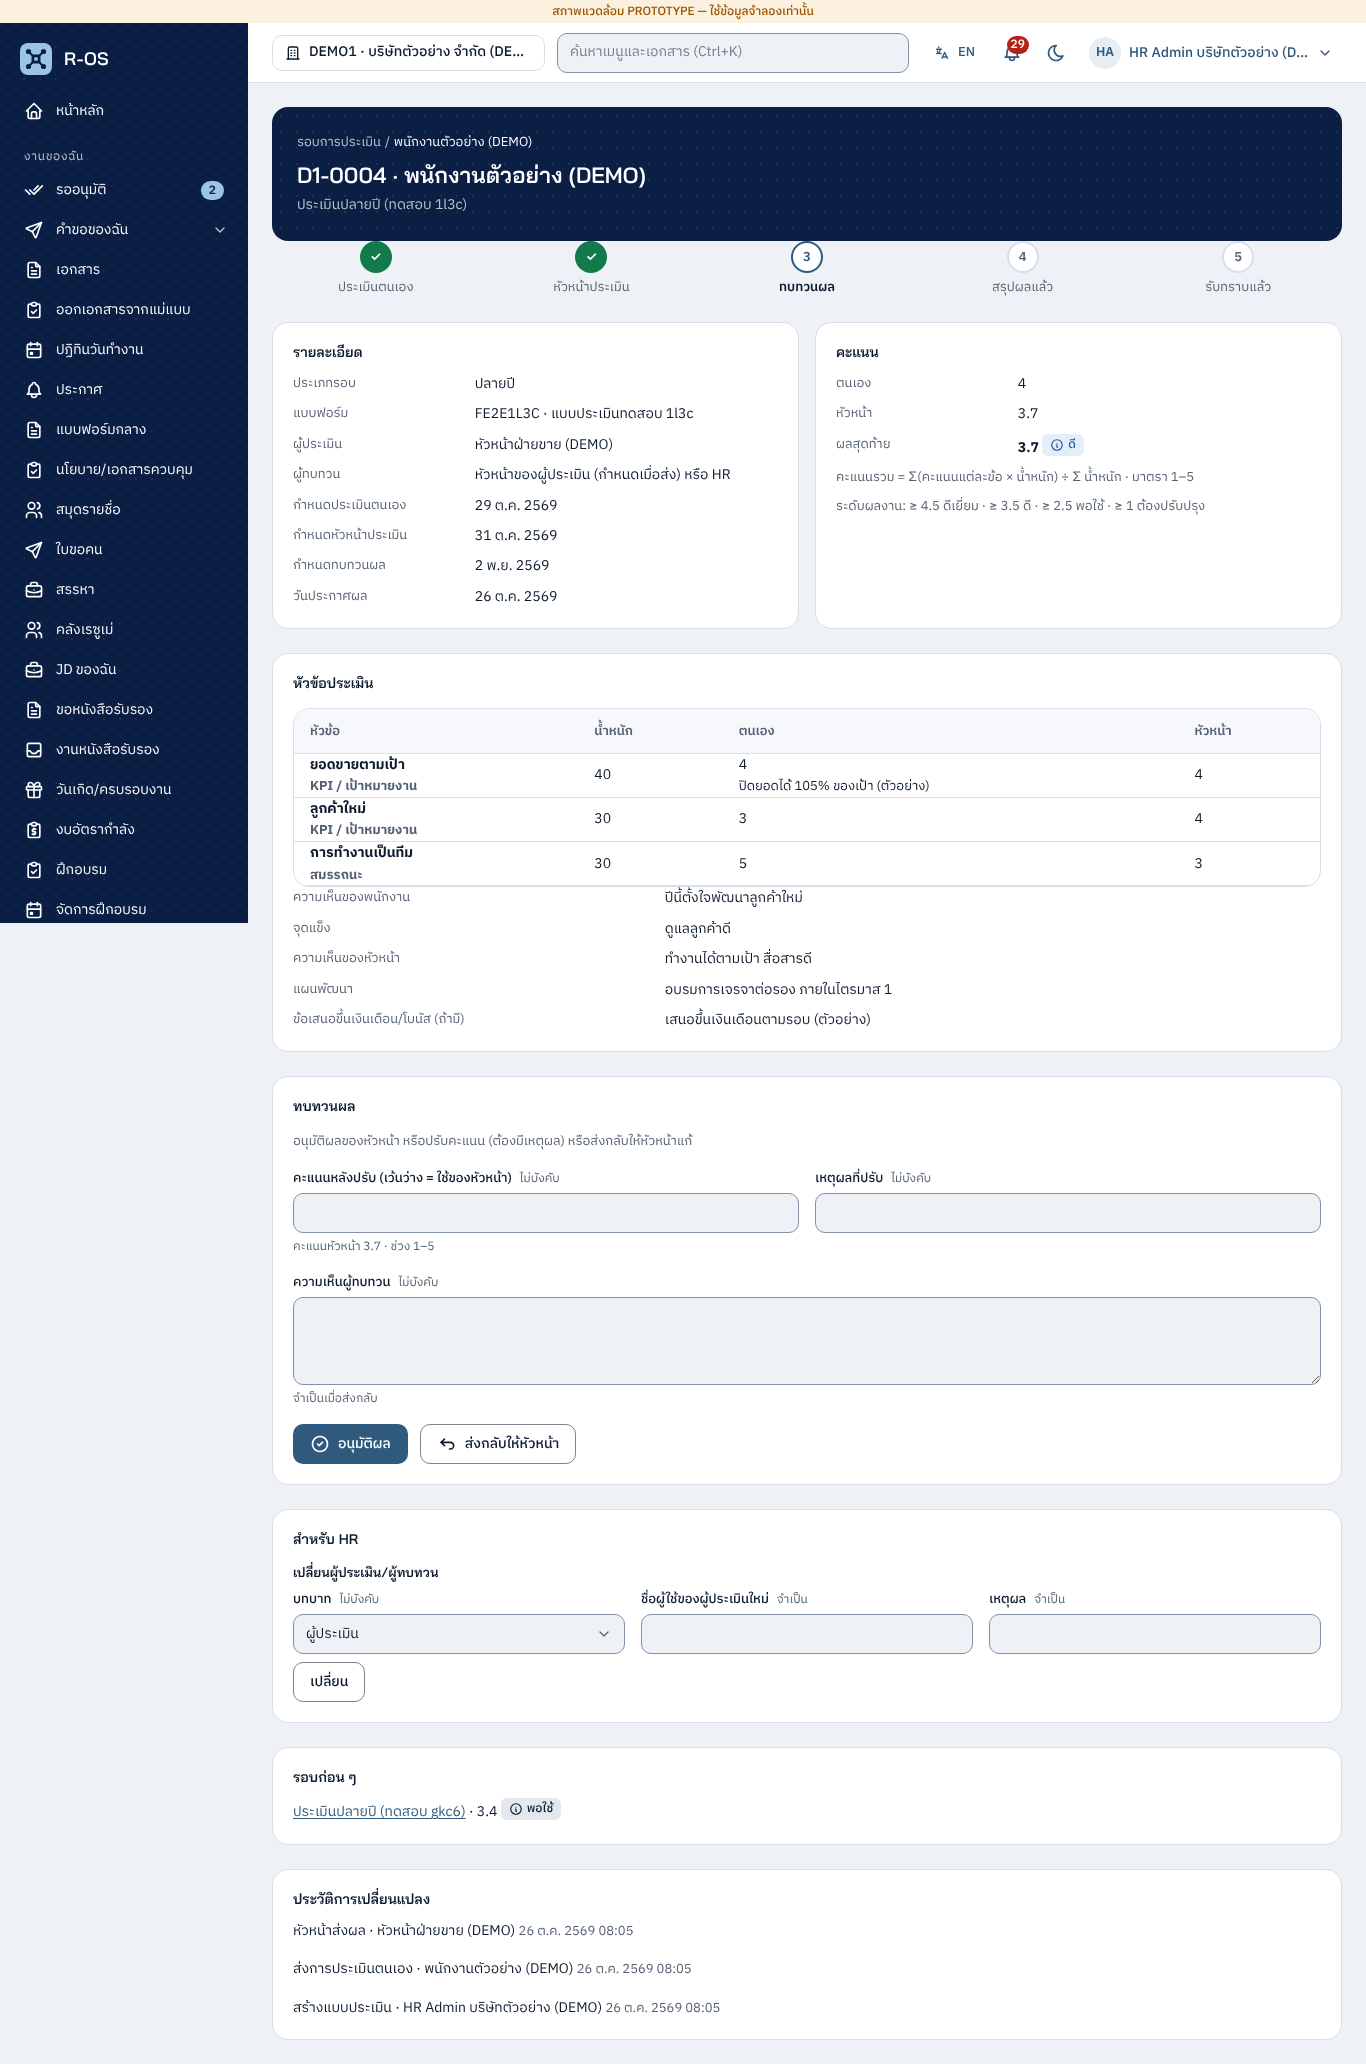 สภาพแวดล้อม PROTOTYPE — ใช้ข้อมูลจำลองเท่านั้น
R-OS
DEMO1 · บริษัทตัวอย่าง จำกัด (DE...
ค้นหาเมนูและเอกสาร (Ctrl+K)
EN
29
HA
HR Admin บริษัทตัวอย่าง (D...
หน้าหลัก
งานของฉัน
รออนุมัติ 2
คำขอของฉัน
เอกสาร
ออกเอกสารจากแม่แบบ
ปฏิทินวันทำงาน
ประกาศ
แบบฟอร์มกลาง
นโยบาย/เอกสารควบคุม
สมุดรายชื่อ
ใบขอคน
สรรหา
คลังเรซูเม่
JD ของฉัน
ขอหนังสือรับรอง
งานหนังสือรับรอง
วันเกิด/ครบรอบงาน
งบอัตรากำลัง
ฝึกอบรม
จัดการฝึกอบรม
รอบการประเมิน / พนักงานตัวอย่าง (DEMO)
D1-0004 · พนักงานตัวอย่าง (DEMO)
ประเมินปลายปี (ทดสอบ 1l3c)
ประเมินตนเอง
หัวหน้าประเมิน
3 ทบทวนผล
4 สรุปผลแล้ว
5 รับทราบแล้ว
รายละเอียด
ประเภทรอบ ปลายปี
แบบฟอร์ม FE2E1L3C · แบบประเมินทดสอบ 1l3c
ผู้ประเมิน หัวหน้าฝ่ายขาย (DEMO)
ผู้ทบทวน หัวหน้าของผู้ประเมิน (กำหนดเมื่อส่ง) หรือ HR
กำหนดประเมินตนเอง 29 ต.ค. 2569
กำหนดหัวหน้าประเมิน 31 ต.ค. 2569
กำหนดทบทวนผล 2 พ.ย. 2569
วันประกาศผล 26 ต.ค. 2569
คะแนน
ตนเอง 4
หัวหน้า 3.7
ผลสุดท้าย 3.7 ดี
คะแนนรวม = Σ(คะแนนแต่ละข้อ × น้ำหนัก) ÷ Σ น้ำหนัก · มาตรา 1–5
ระดับผลงาน: ≥ 4.5 ดีเยี่ยม · ≥ 3.5 ดี · ≥ 2.5 พอใช้ · ≥ 1 ต้องปรับปรุง
หัวข้อประเมิน
หัวข้อ น้ำหนัก ตนเอง หัวหน้า
ยอดขายตามเป้า
KPI / เป้าหมายงาน
40
4
ปิดยอดได้ 105% ของเป้า (ตัวอย่าง)
4
ลูกค้าใหม่
KPI / เป้าหมายงาน
30
3
4
การทำงานเป็นทีม
สมรรถนะ
30
5
3
ความเห็นของพนักงาน ปีนี้ตั้งใจพัฒนาลูกค้าใหม่
จุดแข็ง ดูแลลูกค้าดี
ความเห็นของหัวหน้า ทำงานได้ตามเป้า สื่อสารดี
แผนพัฒนา อบรมการเจรจาต่อรอง ภายในไตรมาส 1
ข้อเสนอขึ้นเงินเดือน/โบนัส (ถ้ามี) เสนอขึ้นเงินเดือนตามรอบ (ตัวอย่าง)
ทบทวนผล
อนุมัติผลของหัวหน้า หรือปรับคะแนน (ต้องมีเหตุผล) หรือส่งกลับให้หัวหน้าแก้
คะแนนหลังปรับ (เว้นว่าง = ใช้ของหัวหน้า) ไม่บังคับ
เหตุผลที่ปรับ ไม่บังคับ
คะแนนหัวหน้า 3.7 · ช่วง 1–5
ความเห็นผู้ทบทวน ไม่บังคับ
จำเป็นเมื่อส่งกลับ
อนุมัติผล
ส่งกลับให้หัวหน้า
สำหรับ HR
เปลี่ยนผู้ประเมิน/ผู้ทบทวน
บทบาท ไม่บังคับ
ชื่อผู้ใช้ของผู้ประเมินใหม่ จำเป็น
เหตุผล จำเป็น
ผู้ประเมิน
เปลี่ยน
รอบก่อน ๆ
ประเมินปลายปี (ทดสอบ gkc6) · 3.4 พอใช้
ประวัติการเปลี่ยนแปลง
หัวหน้าส่งผล · หัวหน้าฝ่ายขาย (DEMO) 26 ต.ค. 2569 08:05
ส่งการประเมินตนเอง · พนักงานตัวอย่าง (DEMO) 26 ต.ค. 2569 08:05
สร้างแบบประเมิน · HR Admin บริษัทตัวอย่าง (DEMO) 26 ต.ค. 2569 08:05